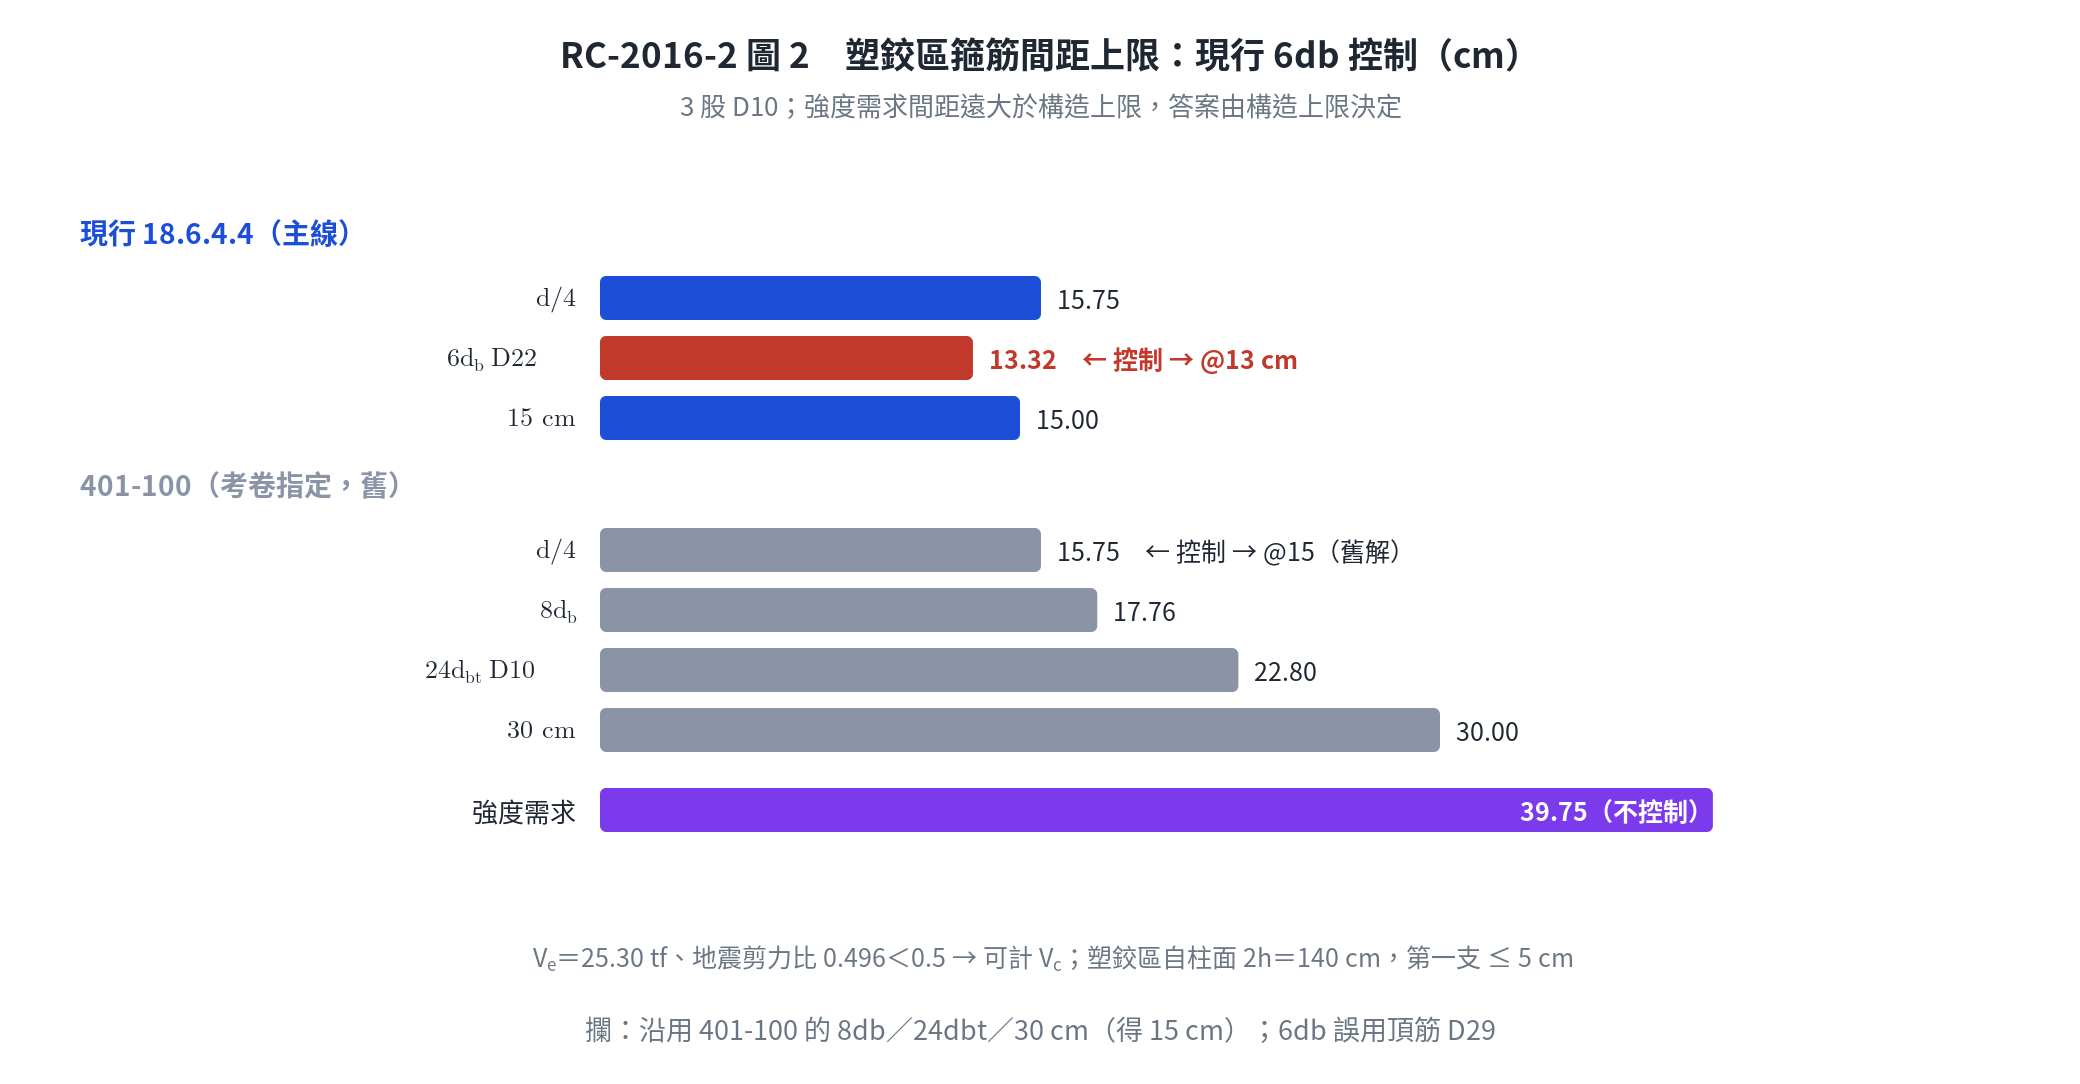 RC-2016-2 圖 2　塑鉸區箍筋間距上限：現行 6db 控制（cm）
3 股 D10；強度需求間距遠大於構造上限，答案由構造上限決定
現行 18.6.4.4（主線）
d/4 15.75
6d_b D22 13.32 ← 控制 → @13 cm
15 cm 15.00
401-100（考卷指定，舊）
d/4 15.75 ← 控制 → @15（舊解）
8d_b 17.76
24d_bt D10 22.80
30 cm 30.00
強度需求 39.75（不控制）
V_e＝25.30 tf、地震剪力比 0.496＜0.5 → 可計 V_c；塑鉸區自柱面 2h＝140 cm，第一支 ≤ 5 cm
攔：沿用 401-100 的 8db／24dbt／30 cm（得 15 cm）；6db 誤用頂筋 D29